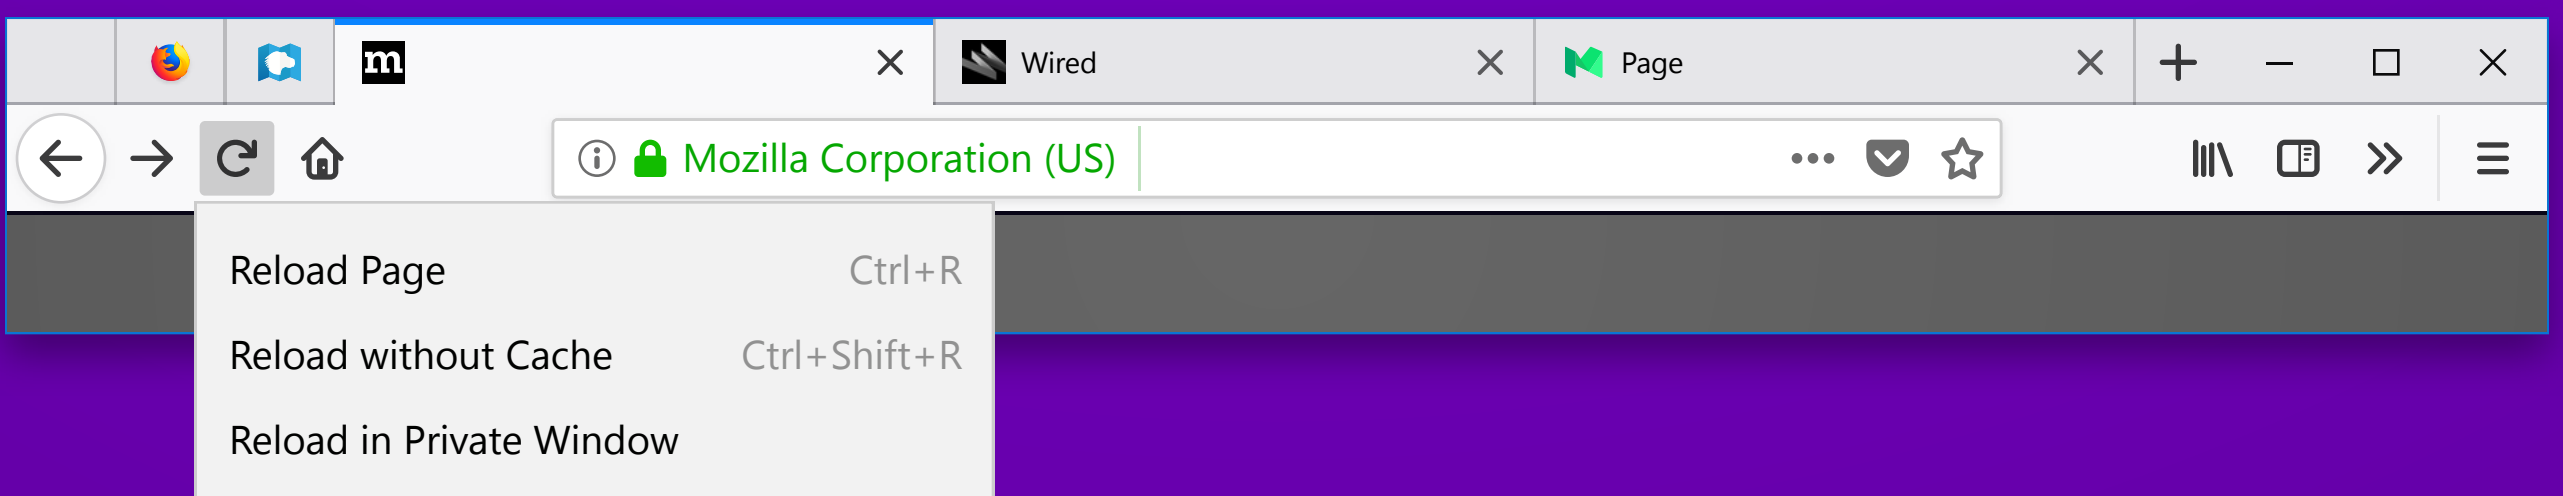 m
Wired
Page
Mozilla Corporation (US)
Reload Page Ctrl+R
Reload without Cache Ctrl+Shift+R
Reload in Private Window